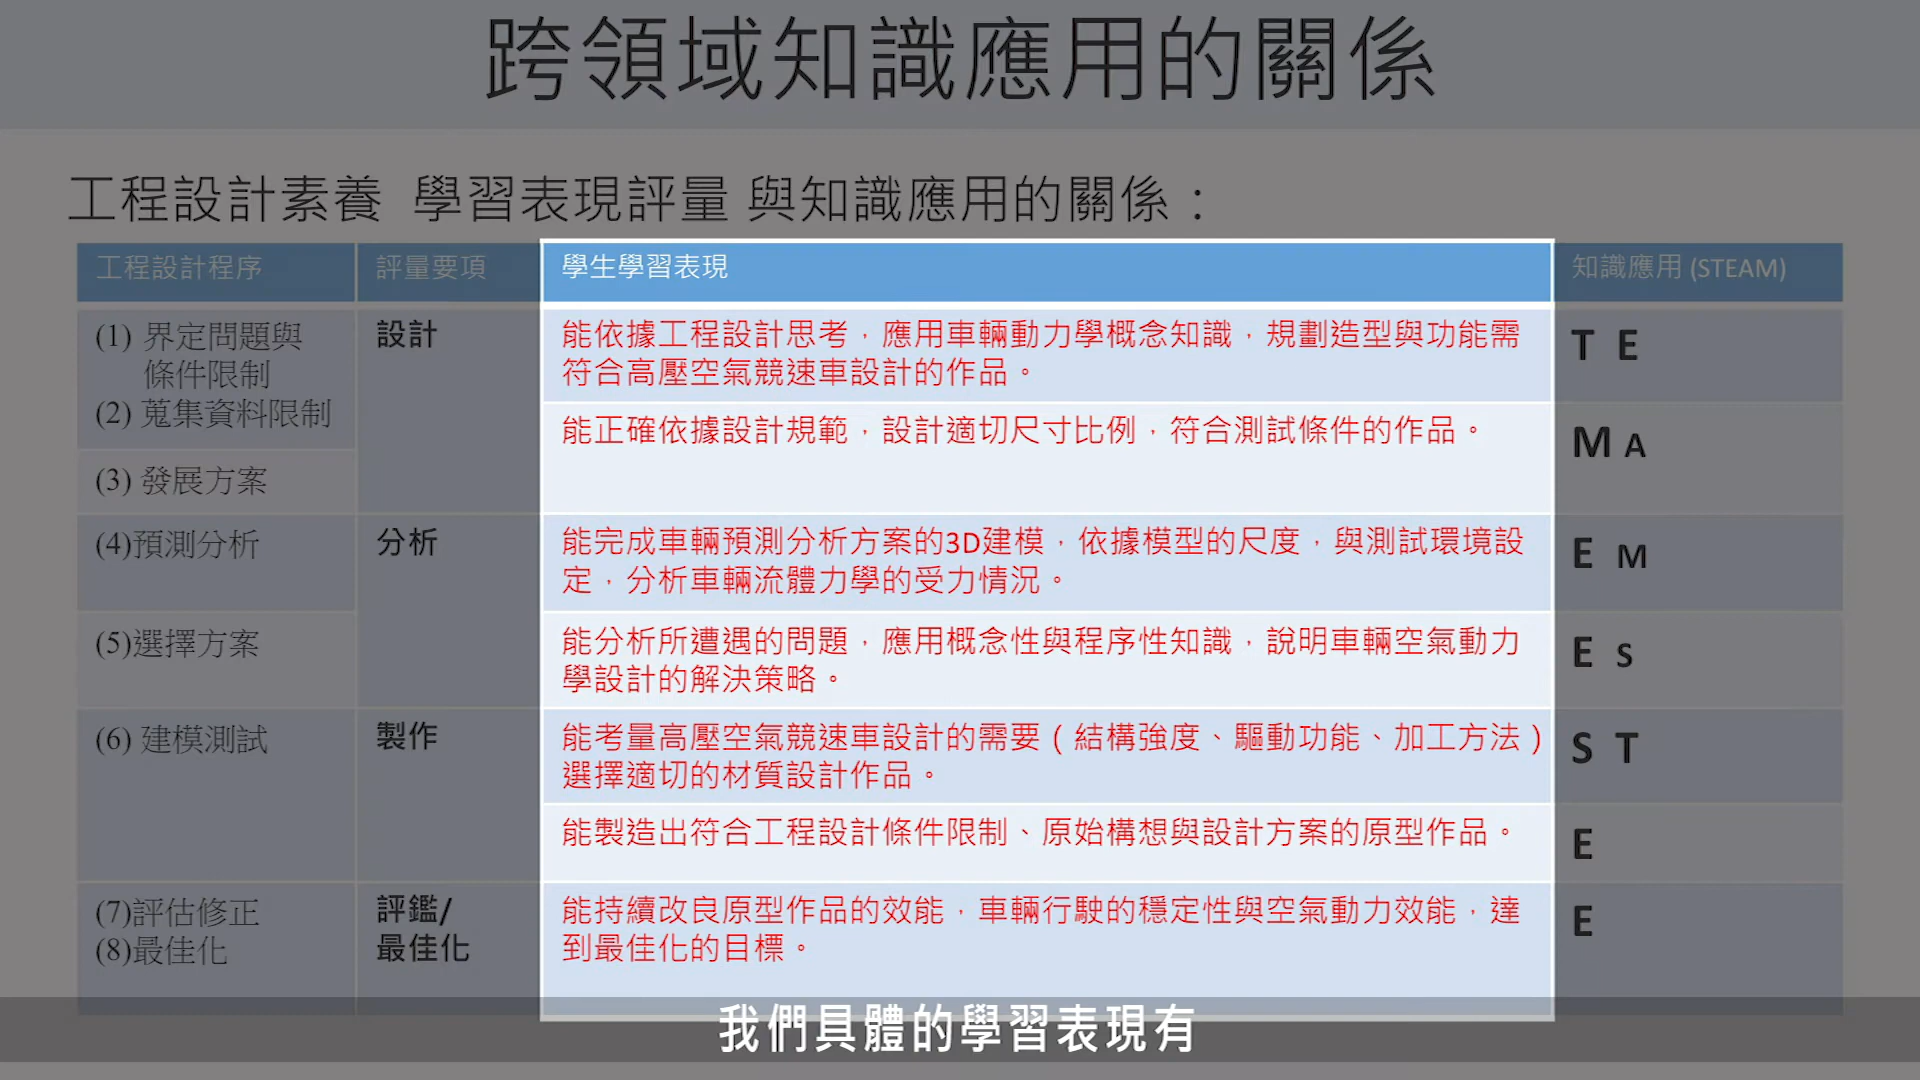 跨領域知識應用的關係
工程設計素養 學習表現評量 與知識應用的關係：
工程設計程序
評量要項
學生學習表現
知識應用 (STEAM)
(1) 界定問題與
條件限制
(2) 蒐集資料限制
(3) 發展方案
設計
能依據工程設計思考，應用車輛動力學概念知識，規劃造型與功能需
符合高壓空氣競速車設計的作品。
T E
能正確依據設計規範，設計適切尺寸比例，符合測試條件的作品。
M A
(4)預測分析
分析
能完成車輛預測分析方案的3D建模，依據模型的尺度，與測試環境設
定，分析車輛流體力學的受力情況。
E M
(5)選擇方案
能分析所遭遇的問題，應用概念性與程序性知識，說明車輛空氣動力
學設計的解決策略。
E S
(6) 建模測試
製作
能考量高壓空氣競速車設計的需要（結構強度、驅動功能、加工方法）
選擇適切的材質設計作品。
S T
能製造出符合工程設計條件限制、原始構想與設計方案的原型作品。
E
(7)評估修正
(8)最佳化
評鑑/
最佳化
能持續改良原型作品的效能，車輛行駛的穩定性與空氣動力效能，達
到最佳化的目標。
E
我們具體的學習表現有